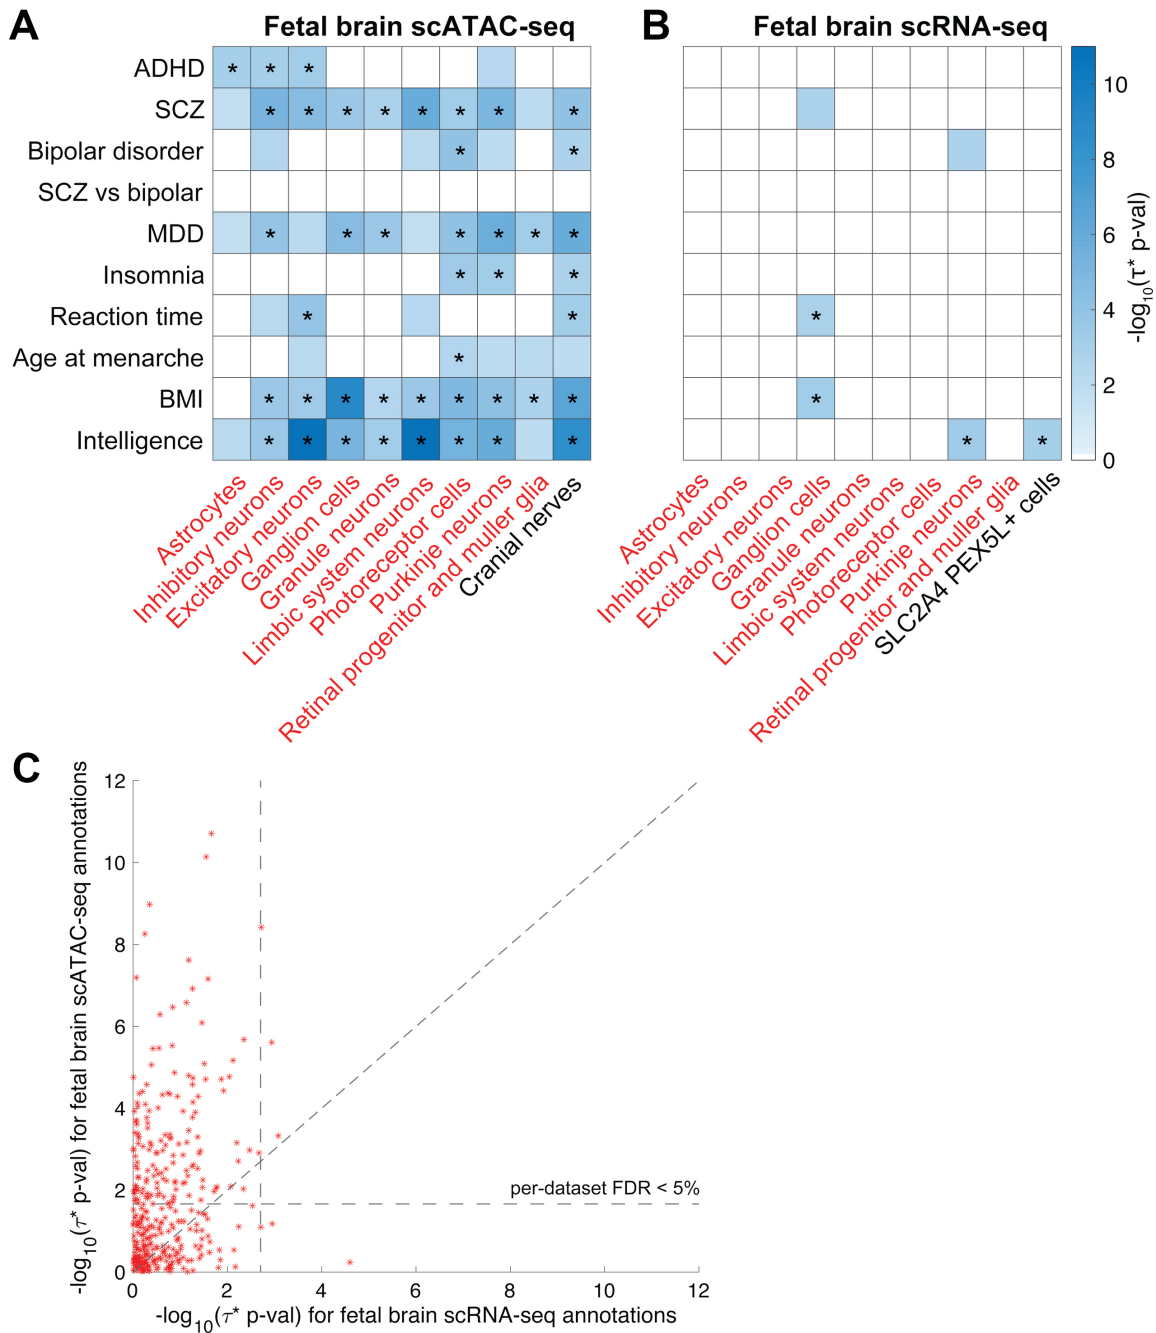 A
Fetal brain scATAC-seq
B
Fetal brain scRNA-seq
ADHD
* * *
SCZ
* * * * * * * *
Bipolar disorder
* *
SCZ vs bipolar
MDD
* * * * * * *
Insomnia
* * *
Reaction time
* * *
Age at menarche
*
BMI
* * * * * * * * * *
Intelligence
* * * * * * * * * *
10
8
6
4
2
0
-log10(τ* p-val)
Astrocytes
Inhibitory neurons
Excitatory neurons
Ganglion cells
Granule neurons
Limbic system neurons
Photoreceptor cells
Purkinje neurons
Retinal progenitor and muller glia
Cranial nerves
Astrocytes
Inhibitory neurons
Excitatory neurons
Ganglion cells
Granule neurons
Limbic system neurons
Photoreceptor cells
Purkinje neurons
Retinal progenitor and muller glia
SLC2A4 PEX5L+ cells
C
-log10(τ* p-val) for fetal brain scATAC-seq annotations
12
10
8
6
4
2
0
per-dataset FDR < 5%
0 2 4 6 8 10 12
-log10(τ* p-val) for fetal brain scRNA-seq annotations